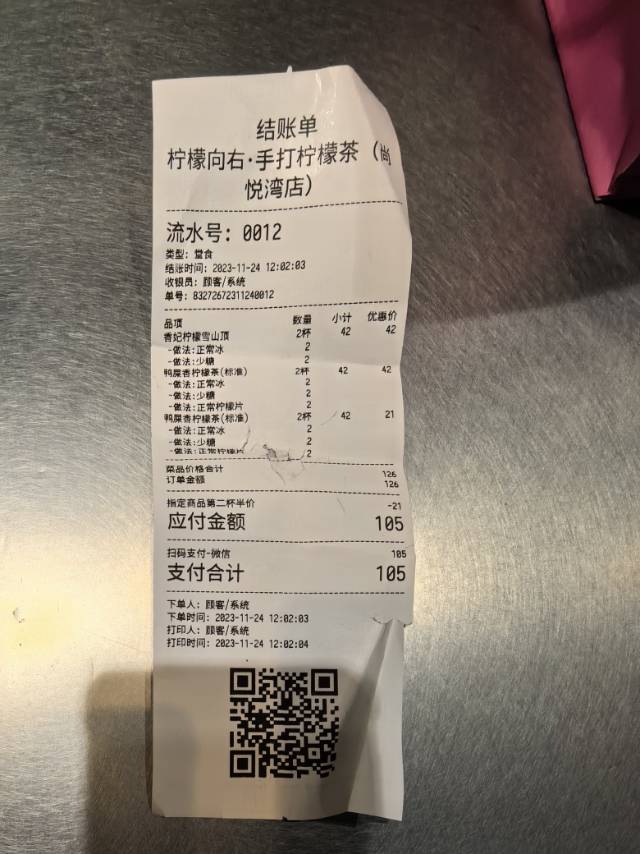 结账单
柠檬向右·手打柠檬茶（尚
悦湾店）
流水号：0012
类型：堂食
结账时间：2023-11-24 12:02:03
收银员：顾客/系统
单号：B3272672311240012
品项 数量 小计 优惠价
香妃柠檬雪山顶 2杯 42 42
-做法:正常冰 2
-做法:少糖 2
鸭屎香柠檬茶(标准) 2杯 42 42
-做法:正常冰 2
-做法:少糖 2
-做法:正常柠檬片 2
鸭屎香柠檬茶(标准) 2杯 42 21
-做法:正常冰 2
-做法:少糖 2
-做法:正常柠檬片 2
菜品价格合计 126
订单金额 126
指定商品第二杯半价 -21
应付金额 105
扫码支付-微信 105
支付合计 105
下单人：顾客/系统
下单时间：2023-11-24 12:02:03
打印人：顾客/系统
打印时间：2023-11-24 12:02:04